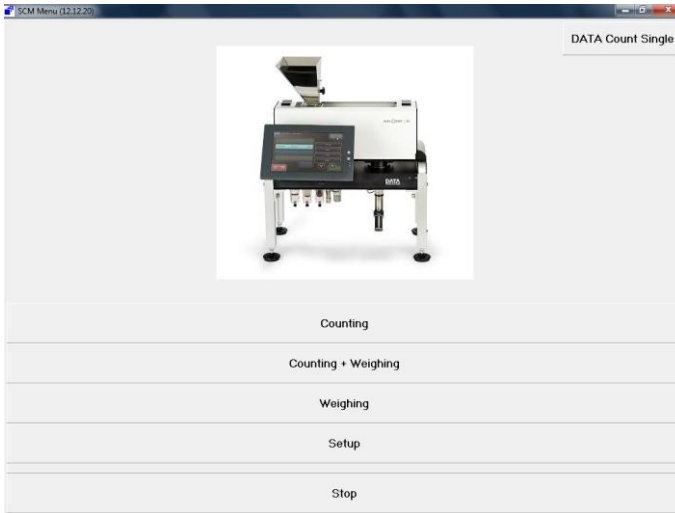 SCM Menu (12.12.20)
DATA Count Single
DATA
Counting
Counting + Weighing
Weighing
Setup
Stop